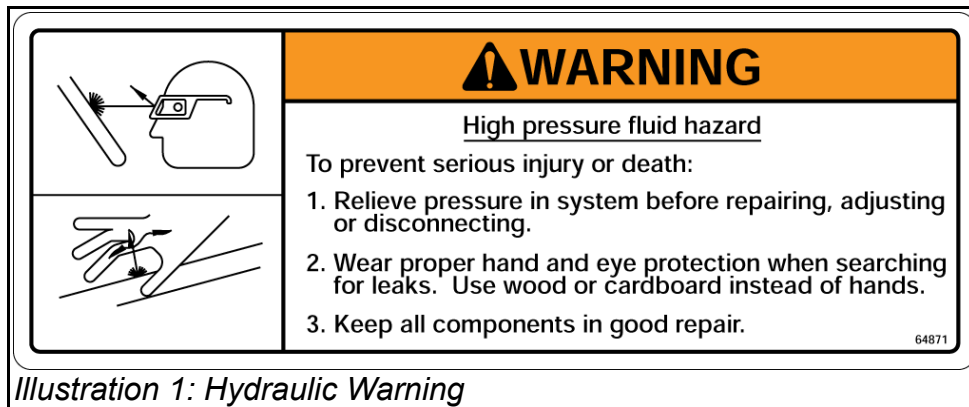 WARNING
High pressure fluid hazard
To prevent serious injury or death:
1. Relieve pressure in system before repairing, adjusting
or disconnecting.
2. Wear proper hand and eye protection when searching
for leaks.  Use wood or cardboard instead of hands.
3. Keep all components in good repair.
64871
Illustration 1: Hydraulic Warning